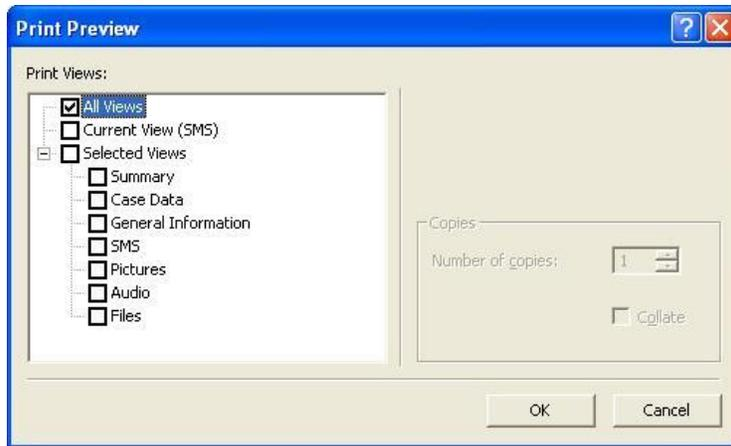 Print Preview
Print Views:
All Views
Current View (SMS)
Selected Views
Summary
Case Data
General Information
SMS
Pictures
Audio
Files
Copies
Number of copies: 1
Collate
OK Cancel